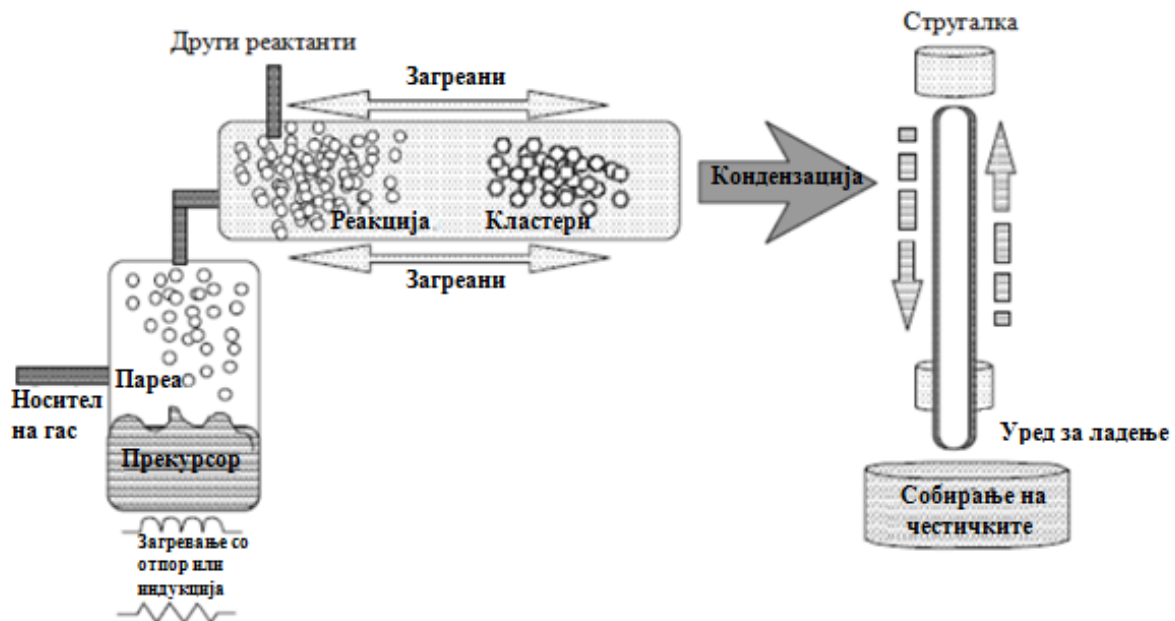 Други реактанти
Загреани
Стругалка
Кондензација
Реакција
Кластери
Загреани
Пареа
Носител
на гас
Прекурсор
Загревање со
отпор или
индукција
Уред за ладење
Собирање на
честичките